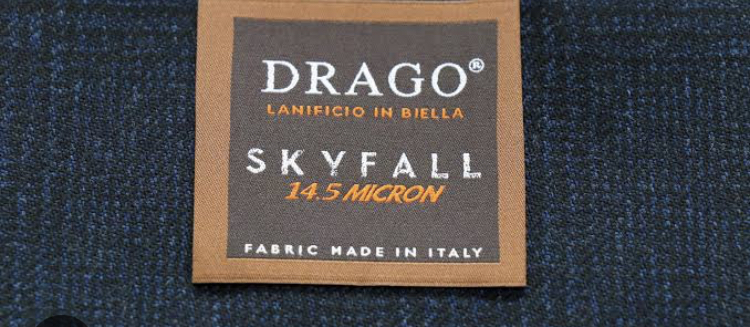 DRAGO®
LANIFICIO IN BIELLA
SKYFALL
14.5 MICRON
FABRIC MADE IN ITALY